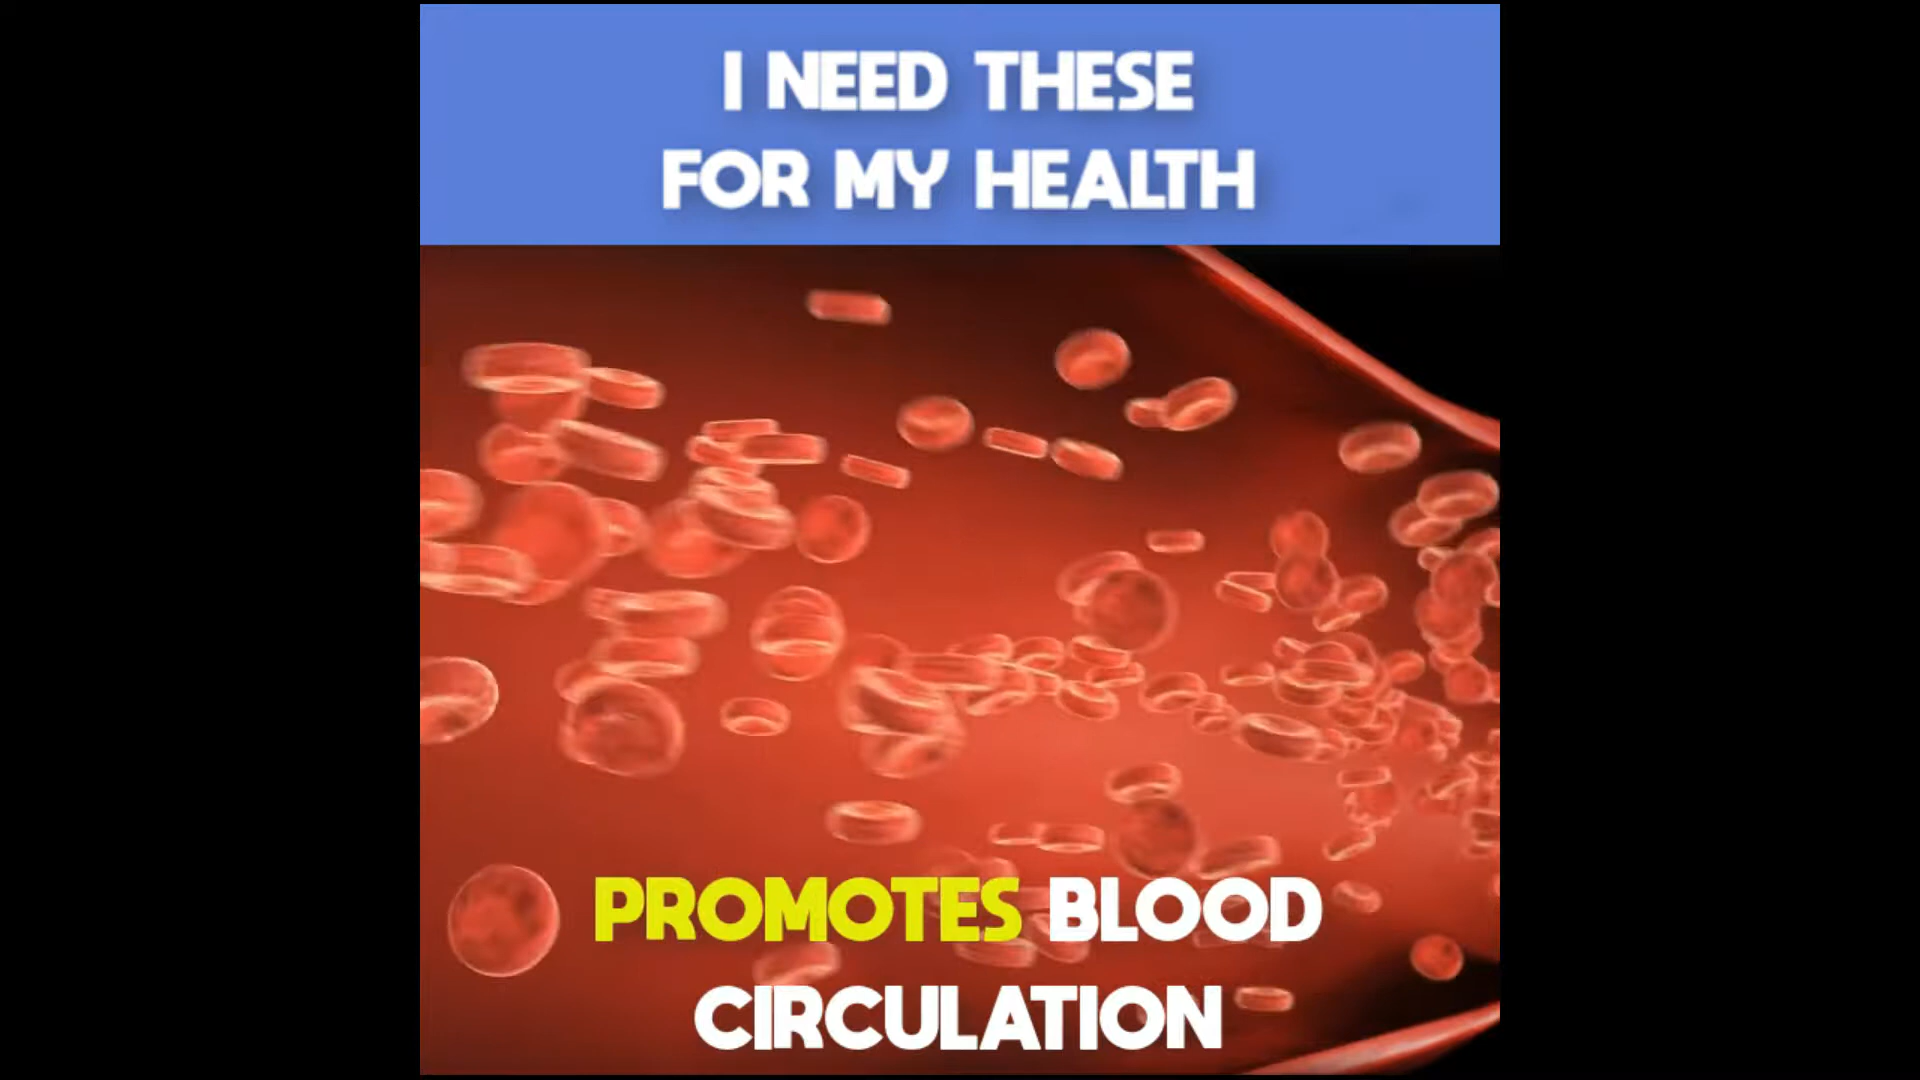 I NEED THESE
FOR MY HEALTH
PROMOTES BLOOD
CIRCULATION